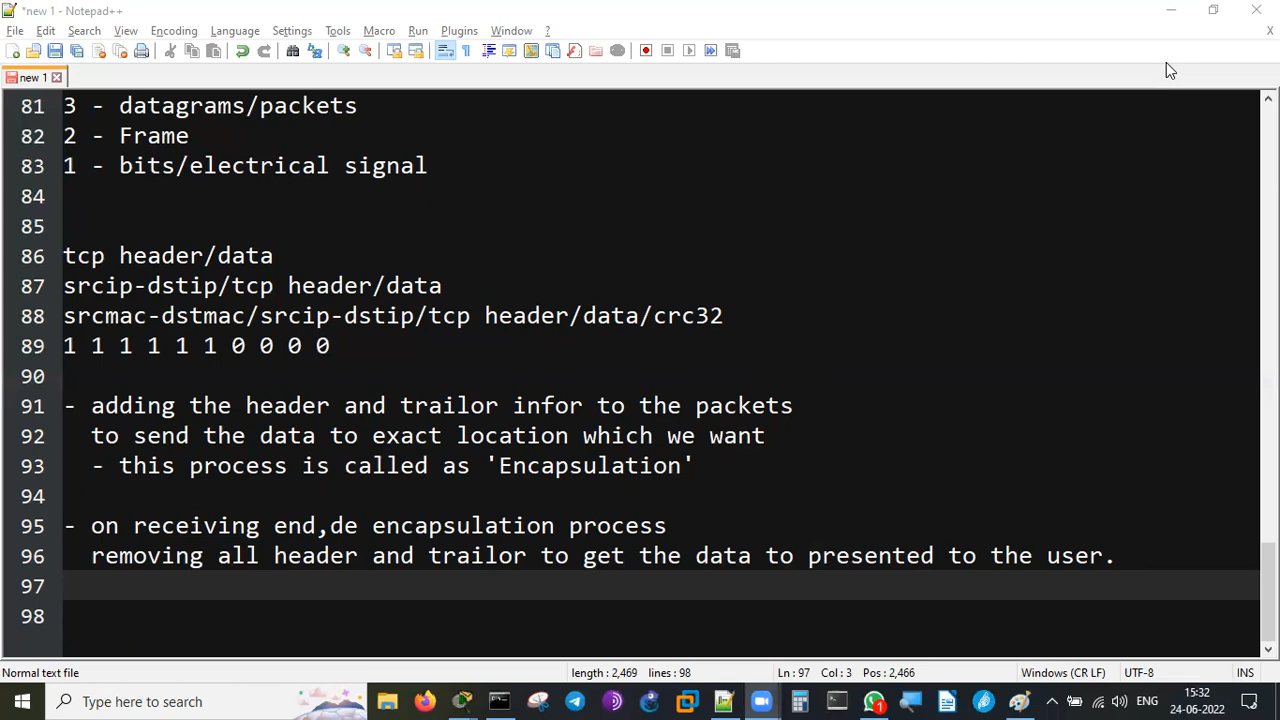 *new 1 - Notepad++
File Edit Search View Encoding Language Settings Tools Macro Run Plugins Window ? X
new 1
81 3 - datagrams/packets
82 2 - Frame
83 1 - bits/electrical signal
84
85
86 tcp header/data
87 srcip-dstip/tcp header/data
88 srcmac-dstmac/srcip-dstip/tcp header/data/crc32
89 1 1 1 1 1 1 0 0 0 0
90
91 - adding the header and trailor infor to the packets
92 to send the data to exact location which we want
93 - this process is called as 'Encapsulation'
94
95 - on receiving end,de encapsulation process
96 removing all header and trailor to get the data to presented to the user.
97
98
Normal text file length : 2,469 lines : 98 Ln : 97 Col : 3 Pos : 2,466 Windows (CR LF) UTF-8 INS
Type here to search 1 ENG 15:32
24-06-2022